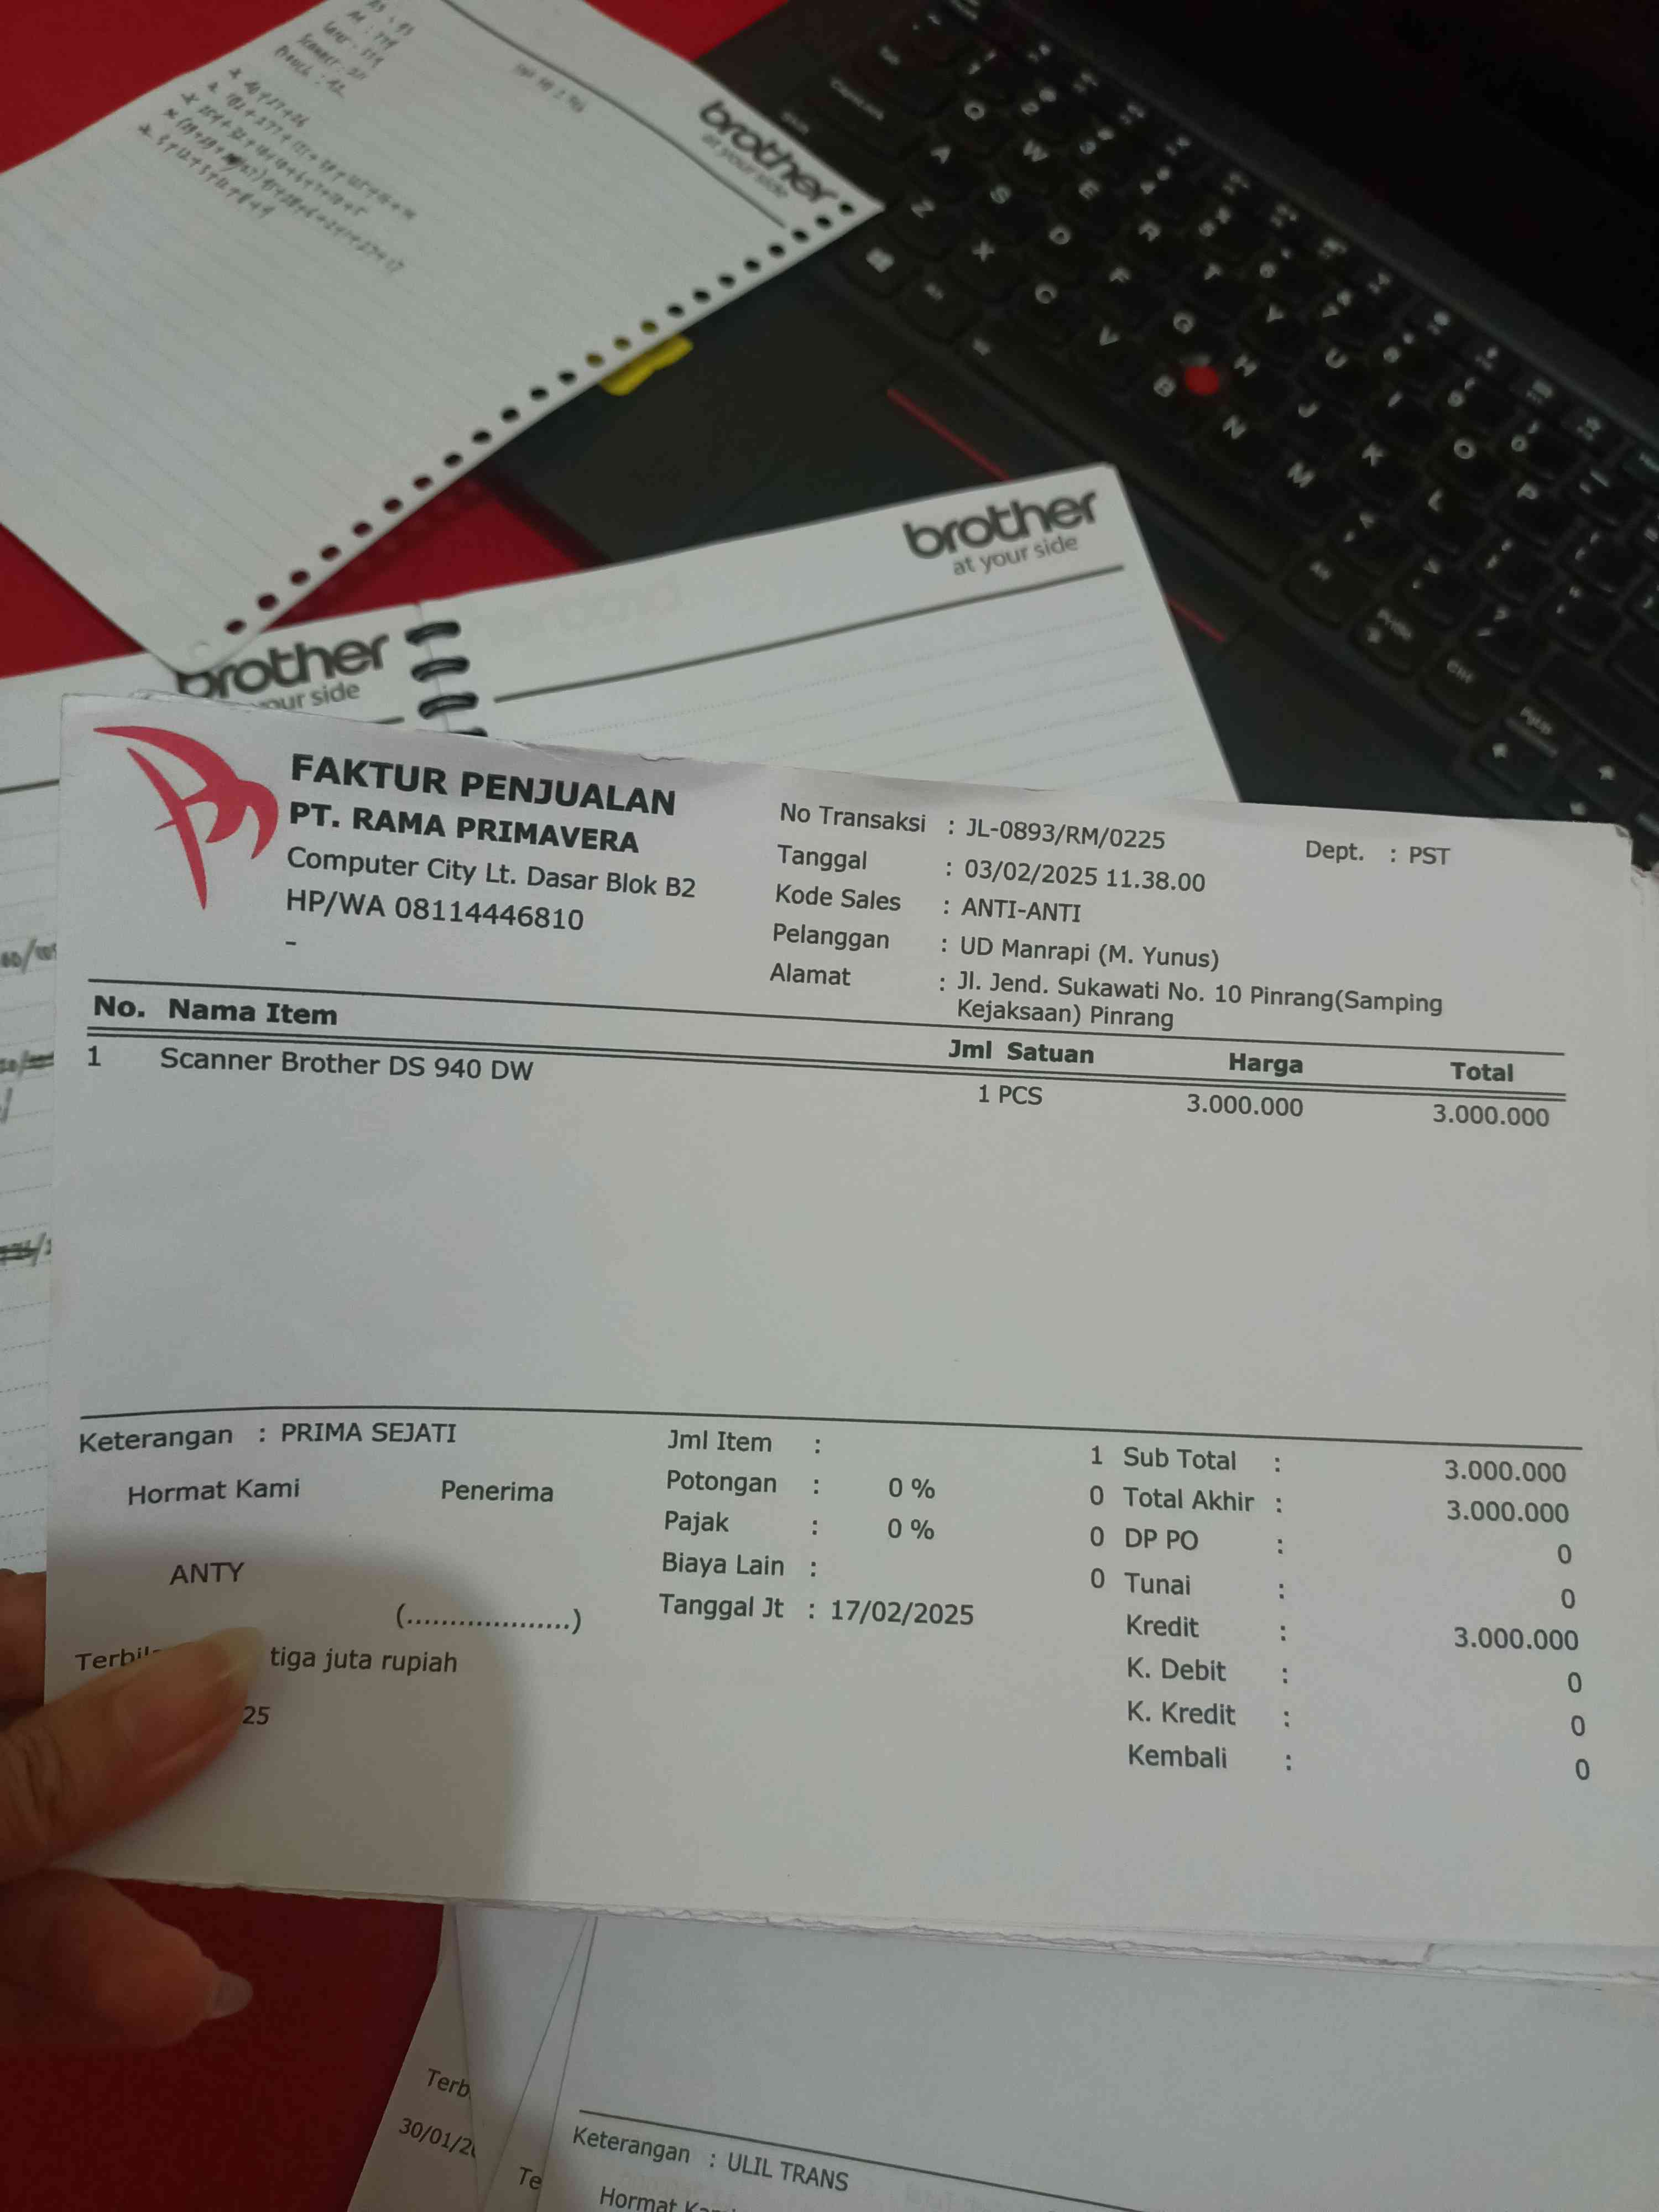 brother
at your side
brother
at your side
brother
your side
FAKTUR PENJUALAN
PT. RAMA PRIMAVERA
Computer City Lt. Dasar Blok B2
HP/WA 08114446810
-
No Transaksi : JL-0893/RM/0225
Dept. : PST
Tanggal : 03/02/2025 11.38.00
Kode Sales : ANTI-ANTI
Pelanggan : UD Manrapi (M. Yunus)
Alamat : Jl. Jend. Sukawati No. 10 Pinrang(Samping
Kejaksaan) Pinrang
No. Nama Item Jml Satuan Harga Total
1 Scanner Brother DS 940 DW 1 PCS 3.000.000 3.000.000
Keterangan : PRIMA SEJATI
Hormat Kami Penerima
ANTY
(...................)
tiga juta rupiah
25
Jml Item : 1
Potongan : 0 % 0
Pajak : 0 % 0
Biaya Lain : 0
Tanggal Jt : 17/02/2025
Sub Total : 3.000.000
Total Akhir : 3.000.000
DP PO : 0
Tunai : 0
Kredit : 3.000.000
K. Debit : 0
K. Kredit : 0
Kembali : 0
Terb
30/01/2
Te
Keterangan : ULIL TRANS
Hormat